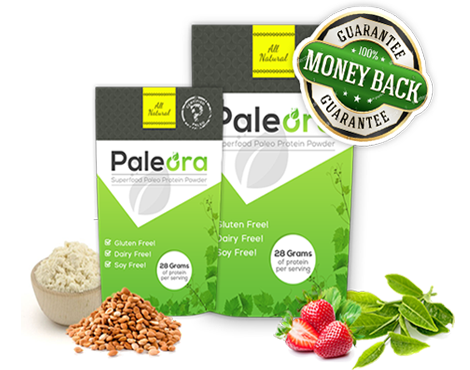 All
Natural
GUARANTEE
100%
MONEY BACK
GUARANTEE
All
Natural
Paleora
Superfood Paleo Protein Powder
Gluten Free!
Dairy Free!
Soy Free!
28 Grams
of protein
per serving
Paleora
Superfood Paleo Protein Powder
Gluten Free!
Dairy Free!
Soy Free!
28 Grams
of protein
per serving